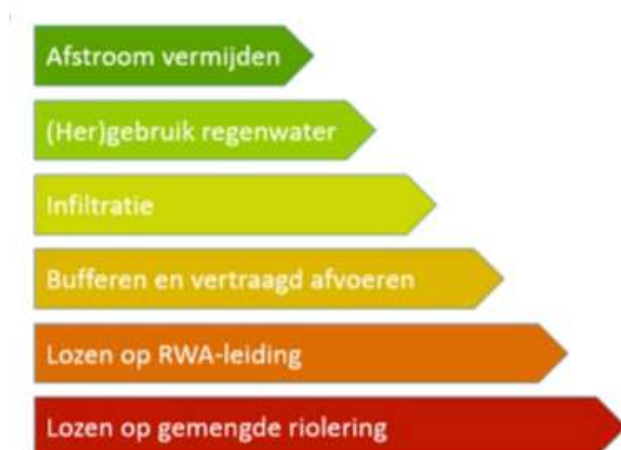 Afstroom vermijden
(Her)gebruik regenwater
Infiltratie
Bufferen en vertraagd afvoeren
Lozen op RWA-leiding
Lozen op gemengde riolering